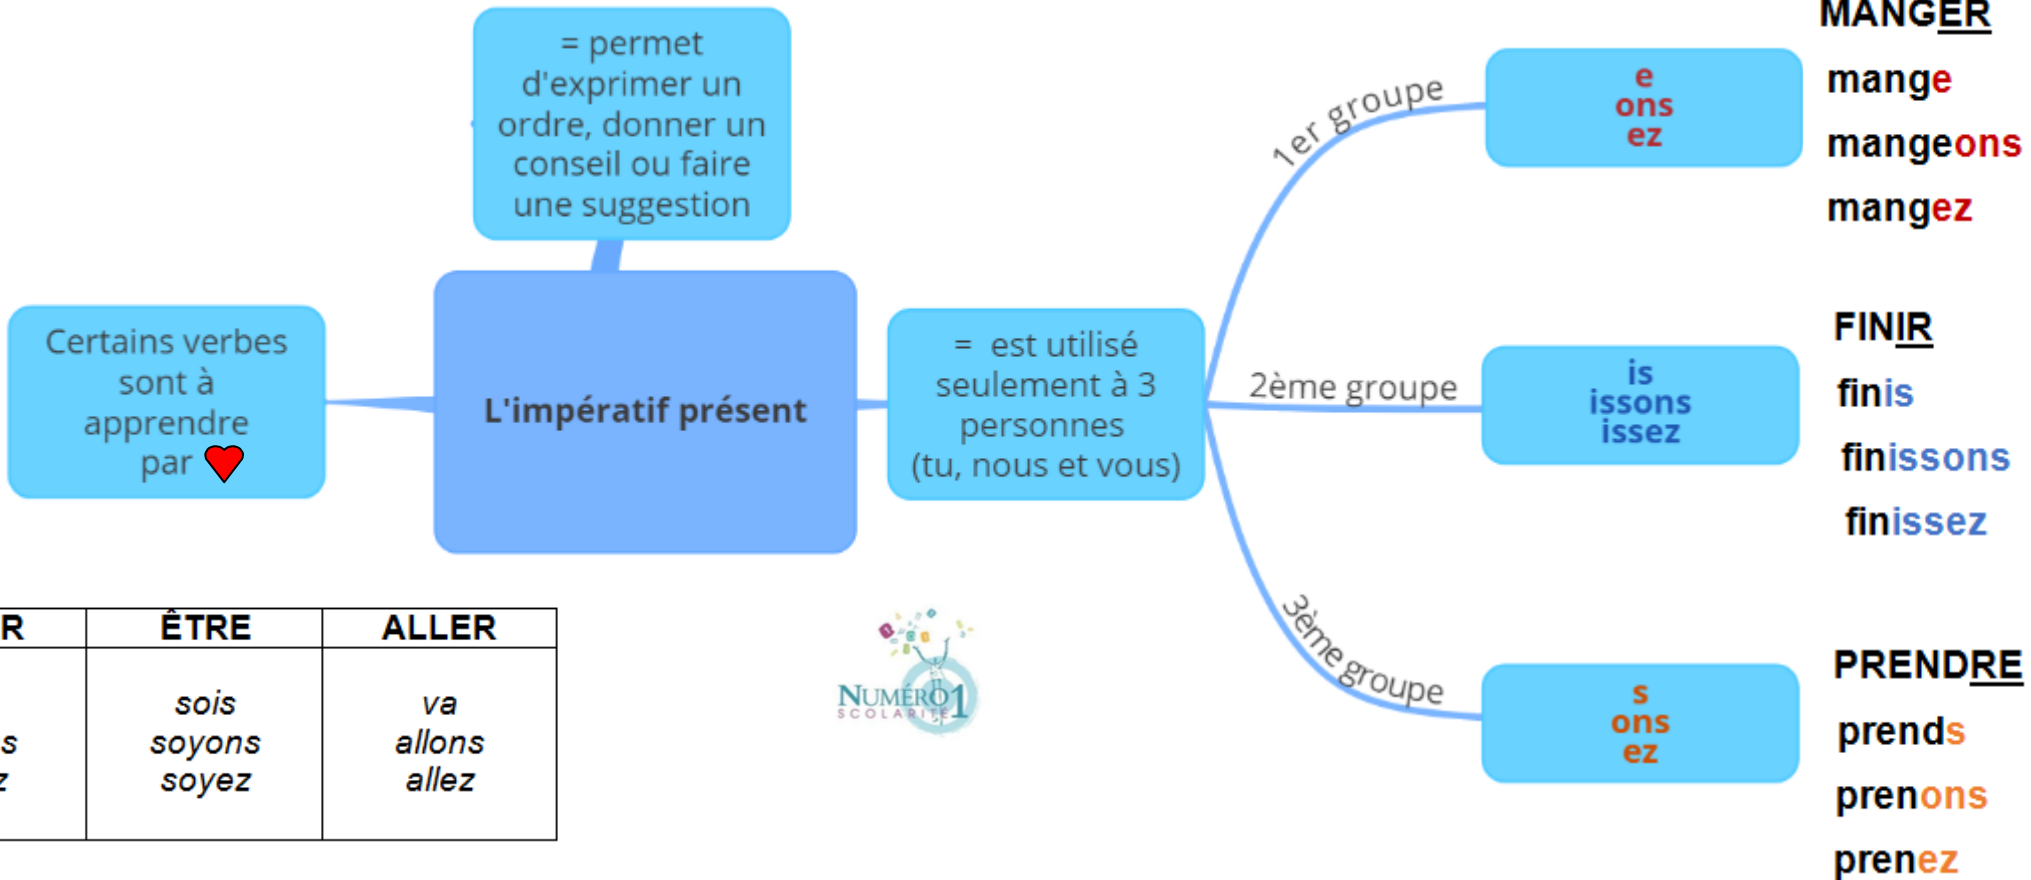 = permet
d'exprimer un
ordre, donner un
conseil ou faire
une suggestion
Certains verbes
sont à
apprendre
par
L'impératif présent
= est utilisé
seulement à 3
personnes
(tu, nous et vous)
1er groupe
e
ons
ez
MANGER
mange
mangeons
mangez
2ème groupe
is
issons
issez
FINIR
finis
finissons
finissez
3ème groupe
s
ons
ez
PRENDRE
prends
prenons
prenez
R
s
z
ÊTRE
sois
soyons
soyez
ALLER
va
allons
allez
NUMÉRO1
SCOLARITÉ